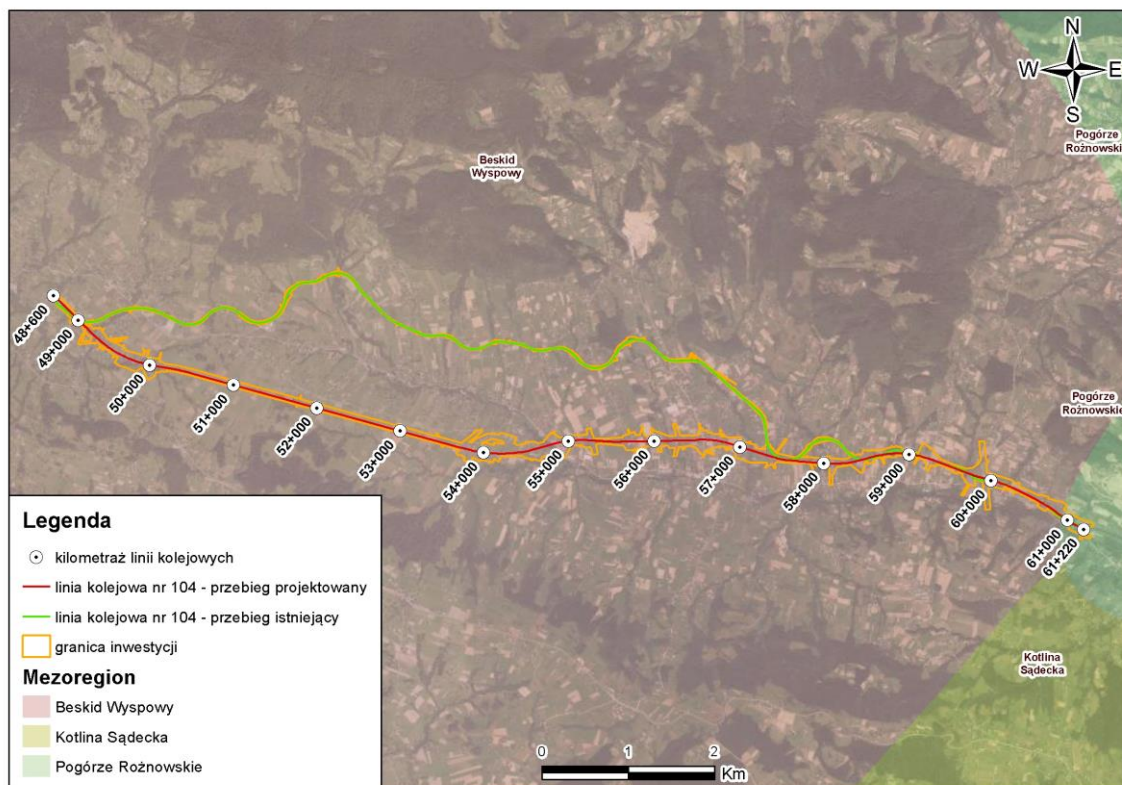 N
W
E
S
Pogórze
Rożnowskie
Beskid
Wyspowy
48+600
49+000
50+000
51+000
52+000
53+000
54+000
55+000
56+000
57+000
58+000
59+000
60+000
61+000
61+220
Pogórze
Rożnowskie
Kotlina
Sądecka
Legenda
kilometraż linii kolejowych
linia kolejowa nr 104 - przebieg projektowany
linia kolejowa nr 104 - przebieg istniejący
granica inwestycji
Mezoregion
Beskid Wyspowy
Kotlina Sądecka
Pogórze Rożnowskie
0 1 2
Km